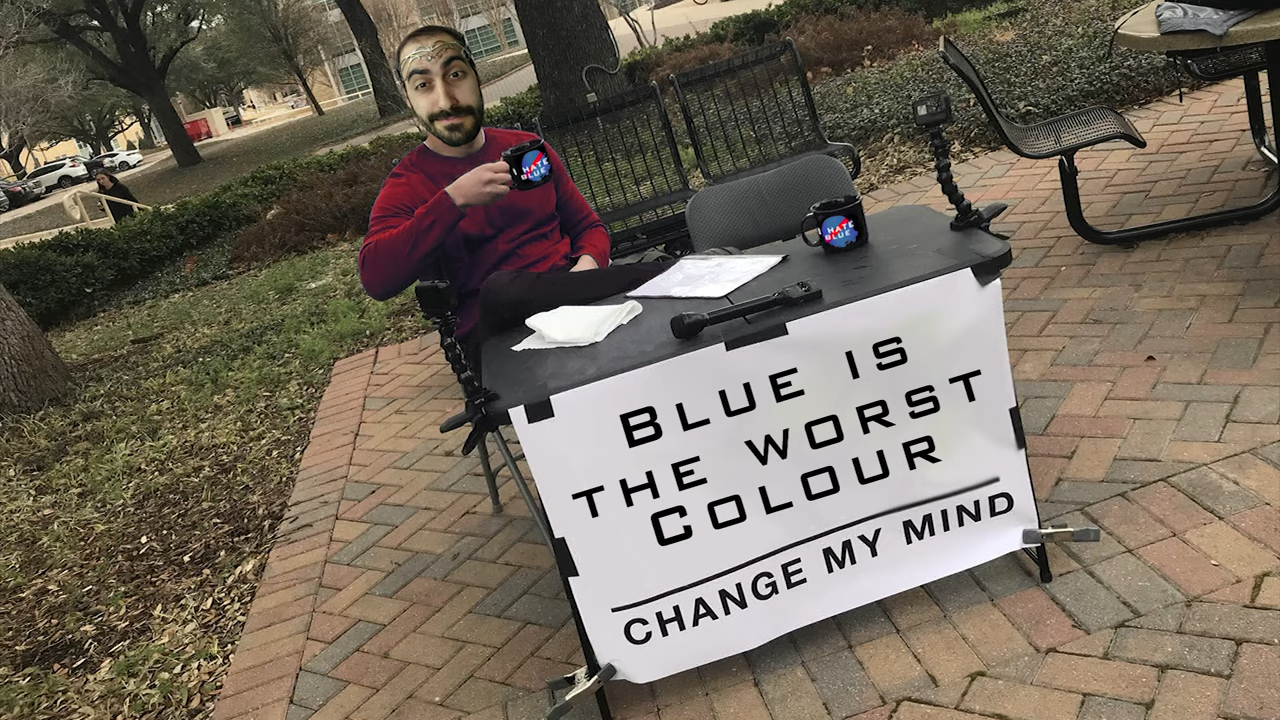 HATE
BLUE
HATE
BLUE
BLUE IS
THE WORST
COLOUR
CHANGE MY MIND